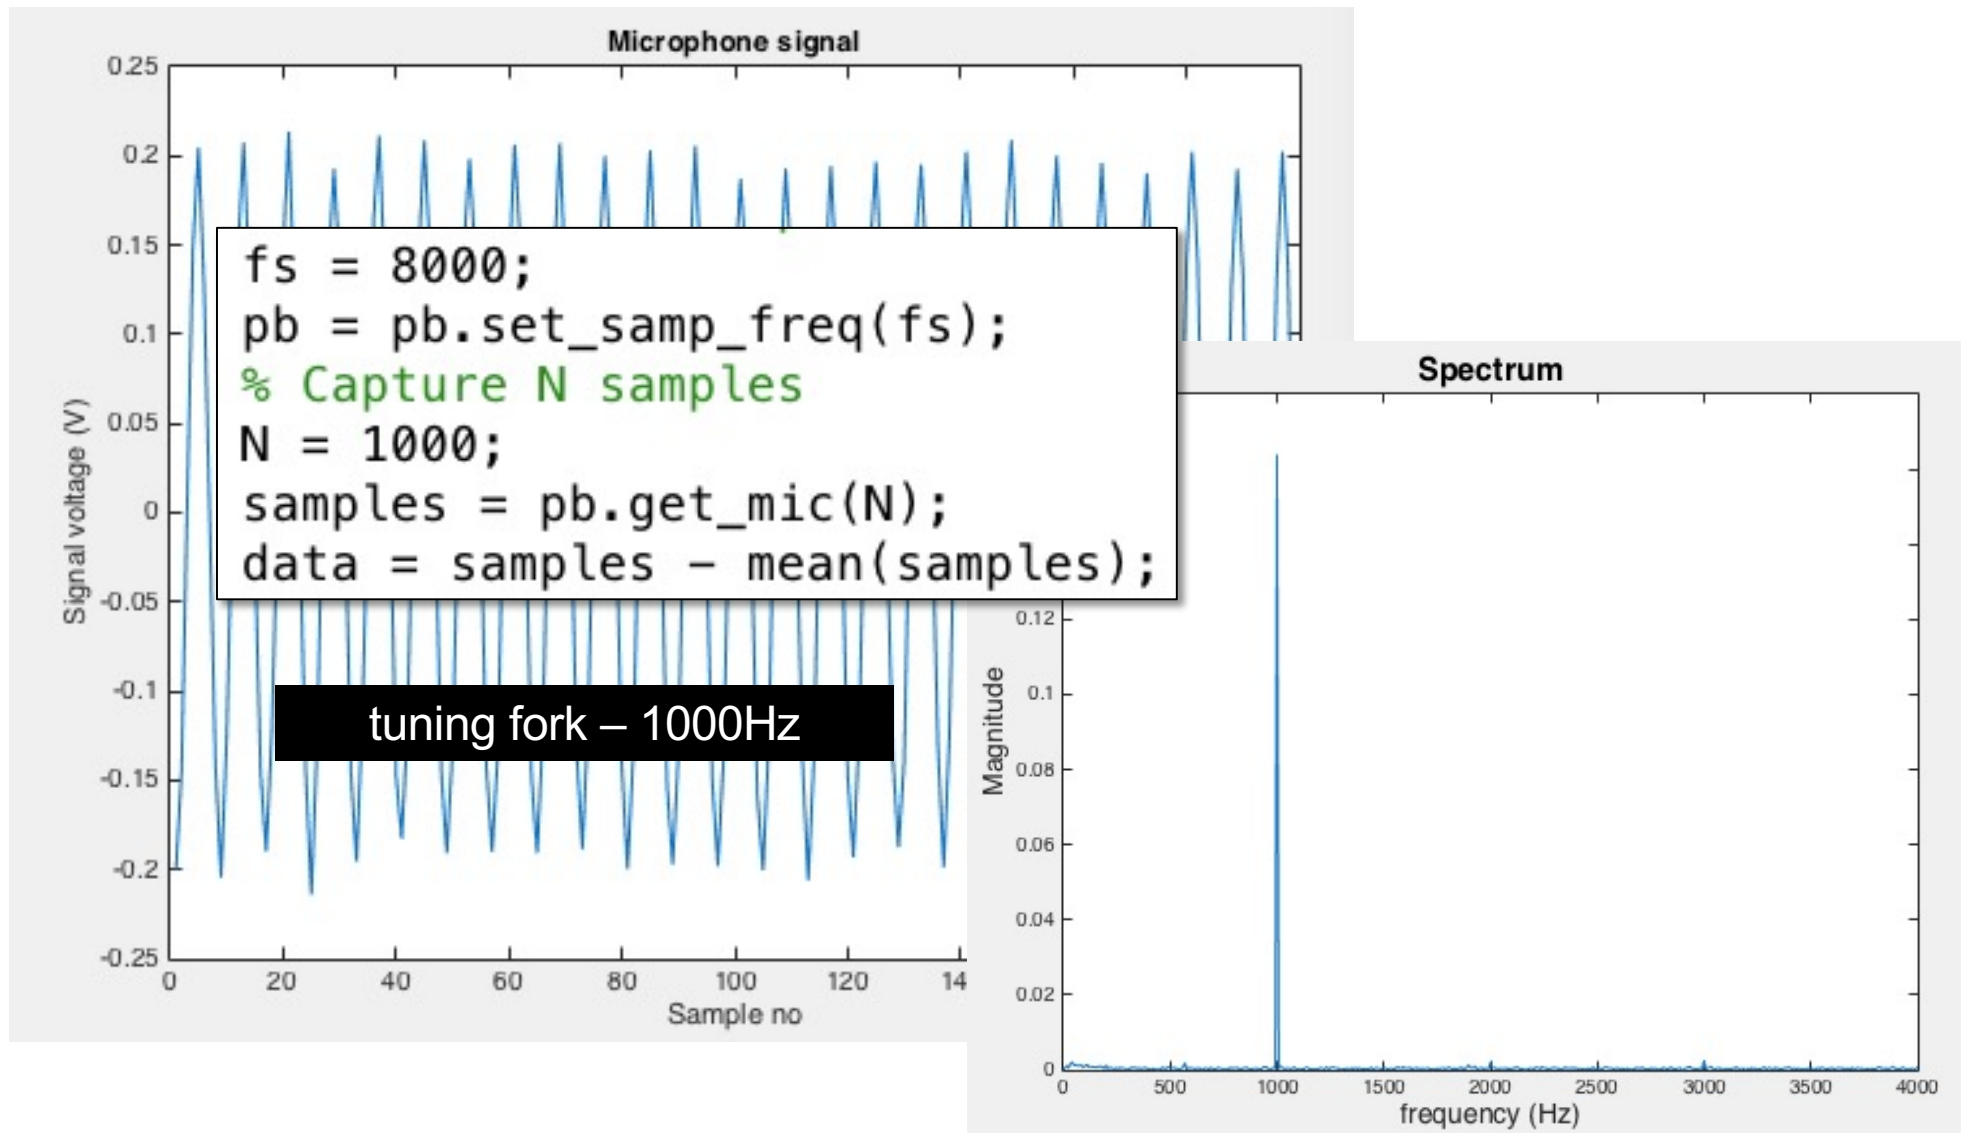 Microphone signal
0.25
0.2
0.15
0.1
0.05
0
-0.05
-0.1
-0.15
-0.2
-0.25
Signal voltage (V)
0 20 40 60 80 100 120 14
Sample no
fs = 8000;
pb = pb.set_samp_freq(fs);
% Capture N samples
N = 1000;
samples = pb.get_mic(N);
data = samples – mean(samples);
tuning fork – 1000Hz
Spectrum
0.12
0.1
0.08
0.06
0.04
0.02
0
Magnitude
0 500 1000 1500 2000 2500 3000 3500 4000
frequency (Hz)